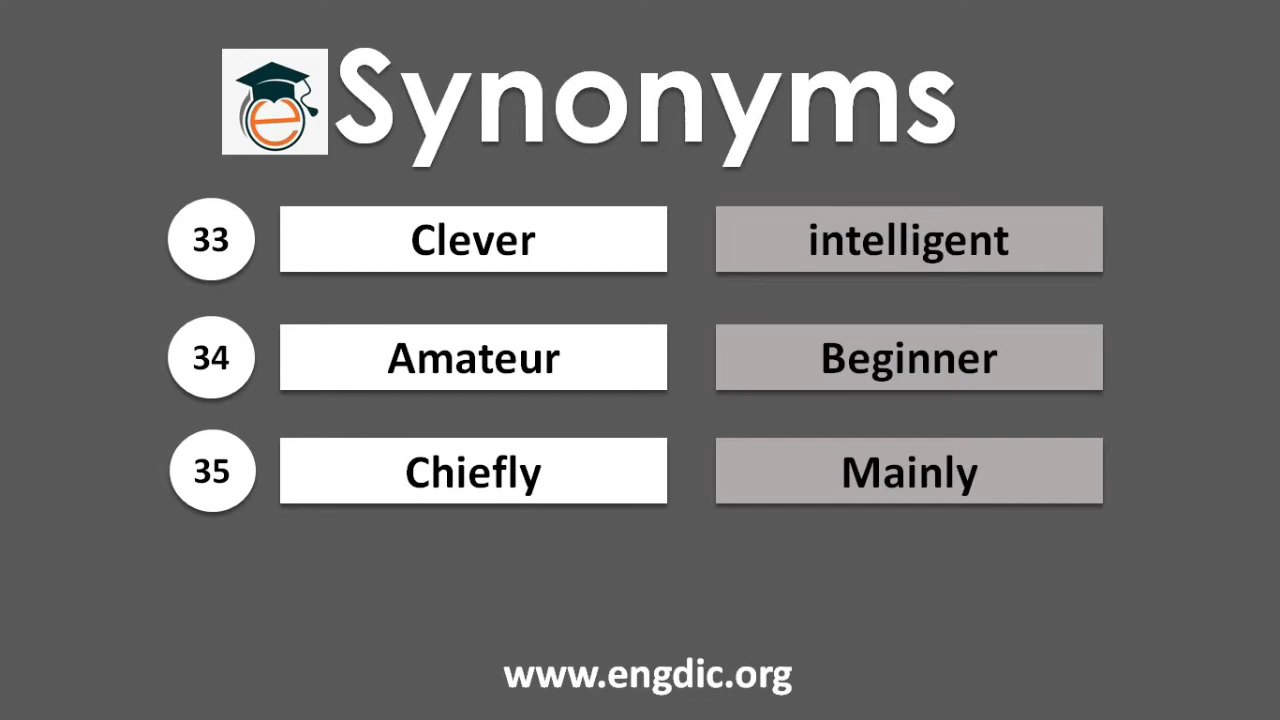 Synonyms
33 Clever intelligent
34 Amateur Beginner
35 Chiefly Mainly
www.engdic.org